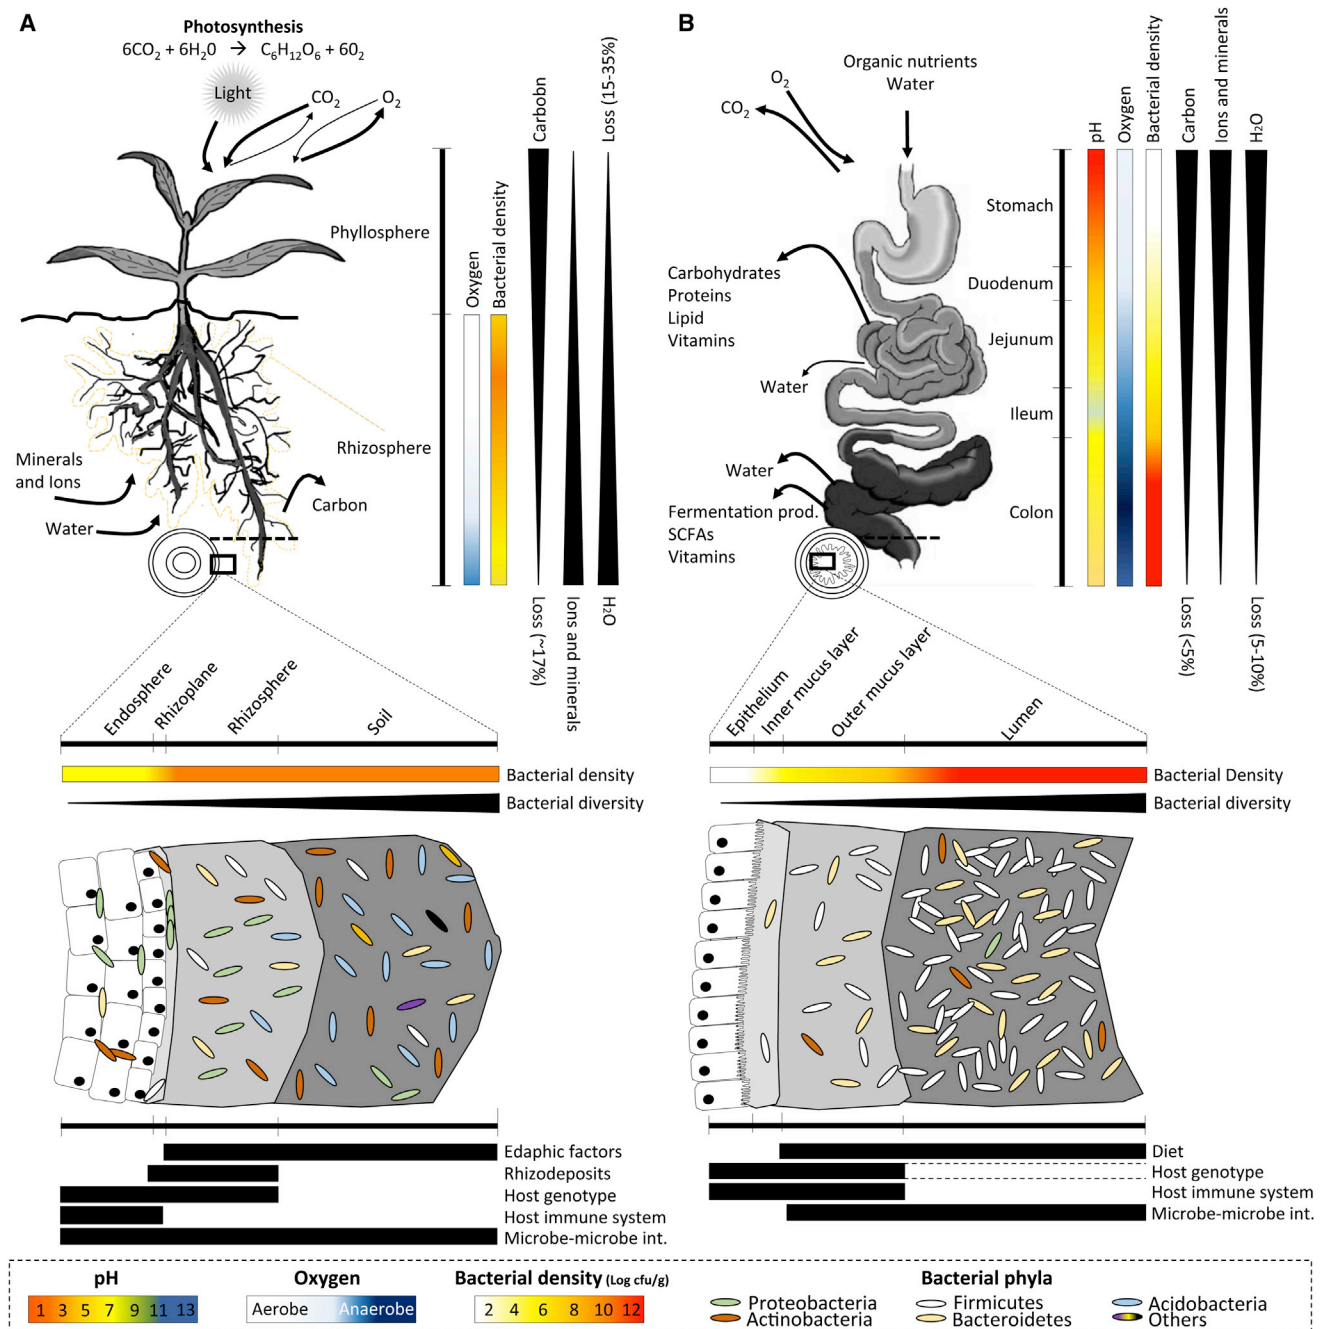 A
Photosynthesis
6CO2 + 6H20 → C6H12O6 + 602
Light
CO2
O2
Phyllosphere
Rhizosphere
Minerals
and Ions
Water
Carbon
Oxygen
Bacterial density
Carbobn
Loss (15-35%)
Loss (~17%)
Ions and minerals
H2O
Endosphere
Rhizoplane
Rhizosphere
Soil
Bacterial density
Bacterial diversity
Edaphic factors
Rhizodeposits
Host genotype
Host immune system
Microbe-microbe int.
B
O2
CO2
Organic nutrients
Water
Carbohydrates
Proteins
Lipid
Vitamins
Water
Water
Fermentation prod.
SCFAs
Vitamins
Stomach
Duodenum
Jejunum
Ileum
Colon
pH
Oxygen
Bacterial density
Carbon
Ions and minerals
H2O
Loss (<5%)
Loss (5-10%)
Epithelium
Inner mucus layer
Outer mucus layer
Lumen
Bacterial Density
Bacterial diversity
Diet
Host genotype
Host immune system
Microbe-microbe int.
pH
1 3 5 7 9 11 13
Oxygen
Aerobe Anaerobe
Bacterial density (Log cfu/g)
2 4 6 8 10 12
Bacterial phyla
Proteobacteria
Firmicutes
Acidobacteria
Actinobacteria
Bacteroidetes
Others